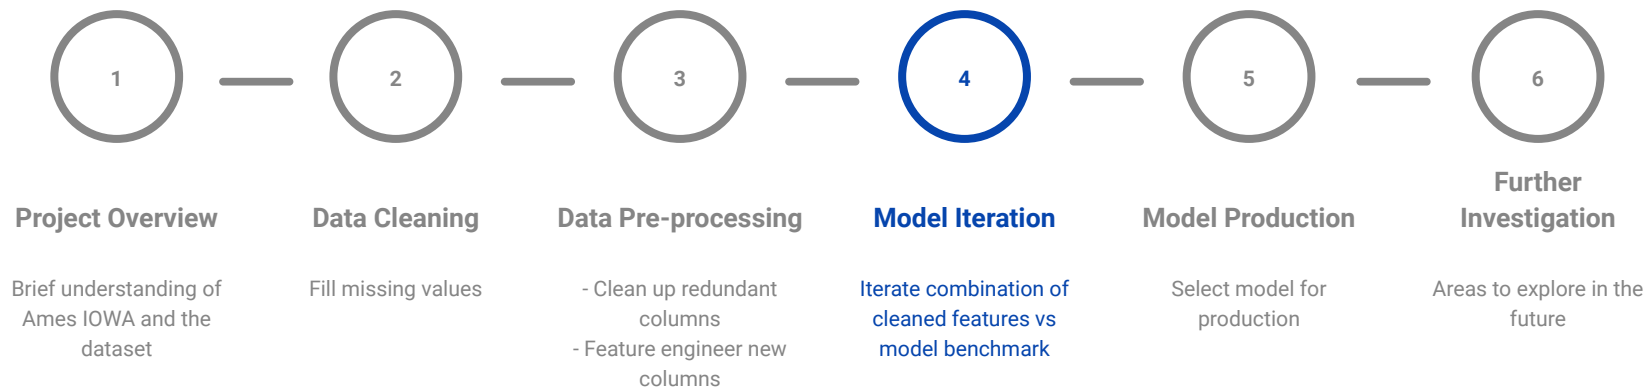 1
2
3
4
5
6
Project Overview
Data Cleaning
Data Pre-processing
Model Iteration
Model Production
Further
Investigation
Brief understanding of
Ames IOWA and the
dataset
Fill missing values
- Clean up redundant
columns
- Feature engineer new
columns
Iterate combination of
cleaned features vs
model benchmark
Select model for
production
Areas to explore in the
future